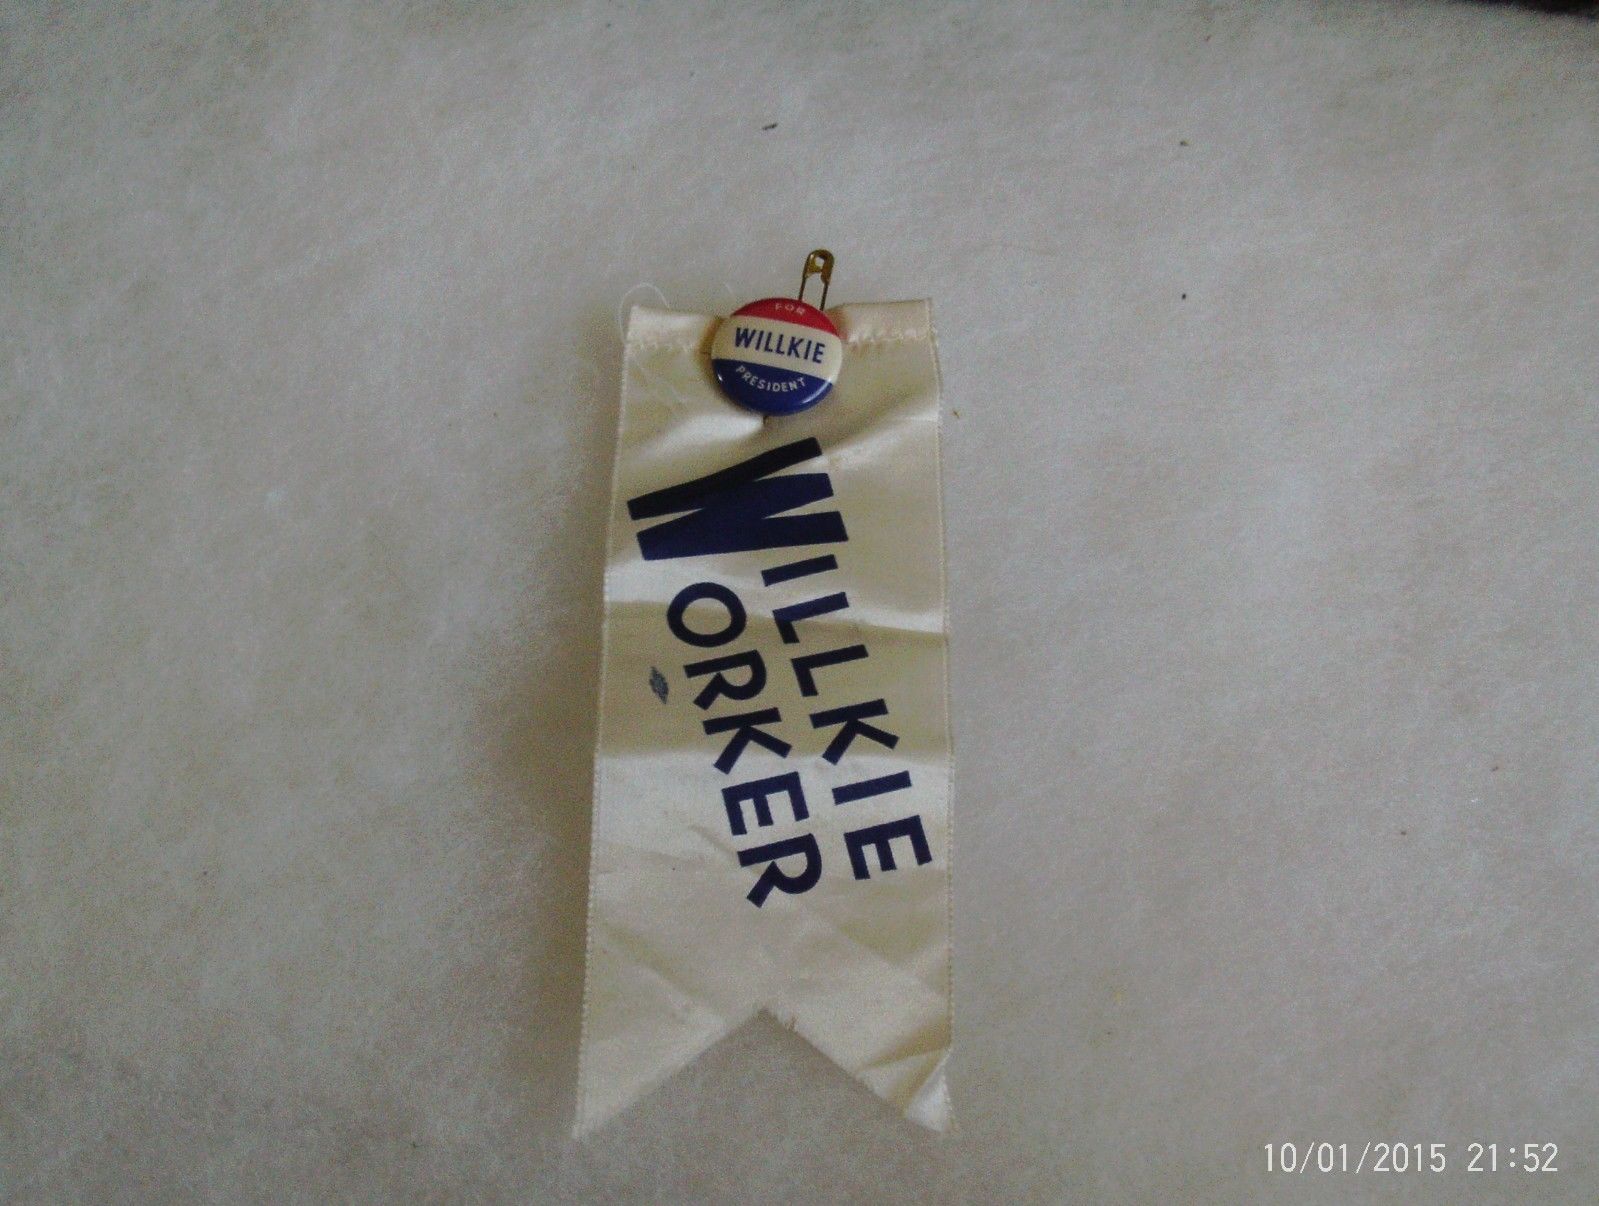 FOR
WILLKIE
PRESIDENT
WILLKIE
WORKER
10/01/2015 21:52